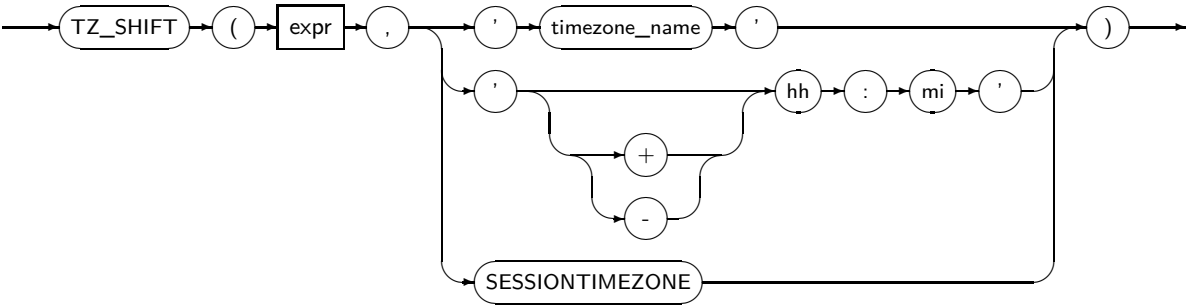 TZ_SHIFT ( expr , ' timezone_name ' )
' hh : mi '
+
-
SESSIONTIMEZONE